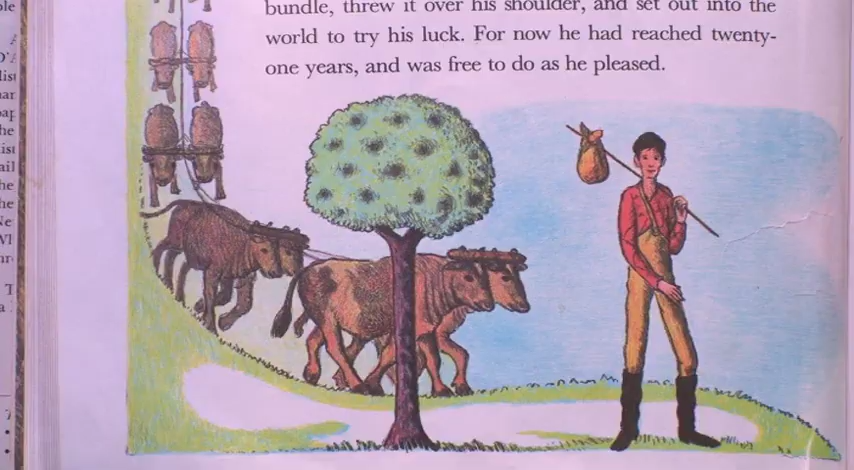 bundle, threw it over his shoulder, and set out into the
world to try his luck. For now he had reached twenty-
one years, and was free to do as he pleased.